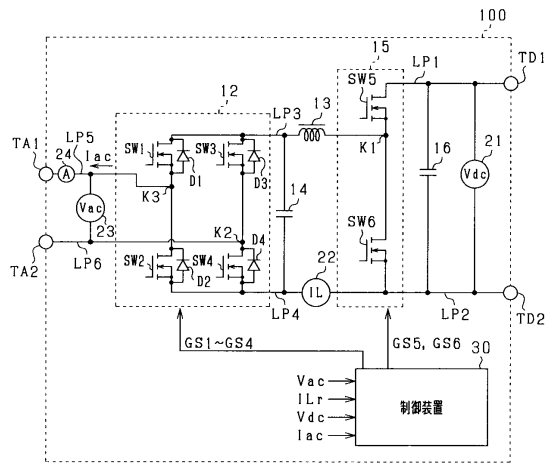 100
15
TD1
SW5
LP1
12
LP3
13
TA1
LP5
24
A
Iac
SW1
SW3
D1
D3
K1
16
21
Vdc
K3
14
Vac
23
SW6
TA2
K2
D4
SW2
SW4
22
LP6
D2
LP4
IL
LP2
TD2
GS1~GS4
GS5, GS6
30
Vac
ILr
Vdc
Iac
制御装置